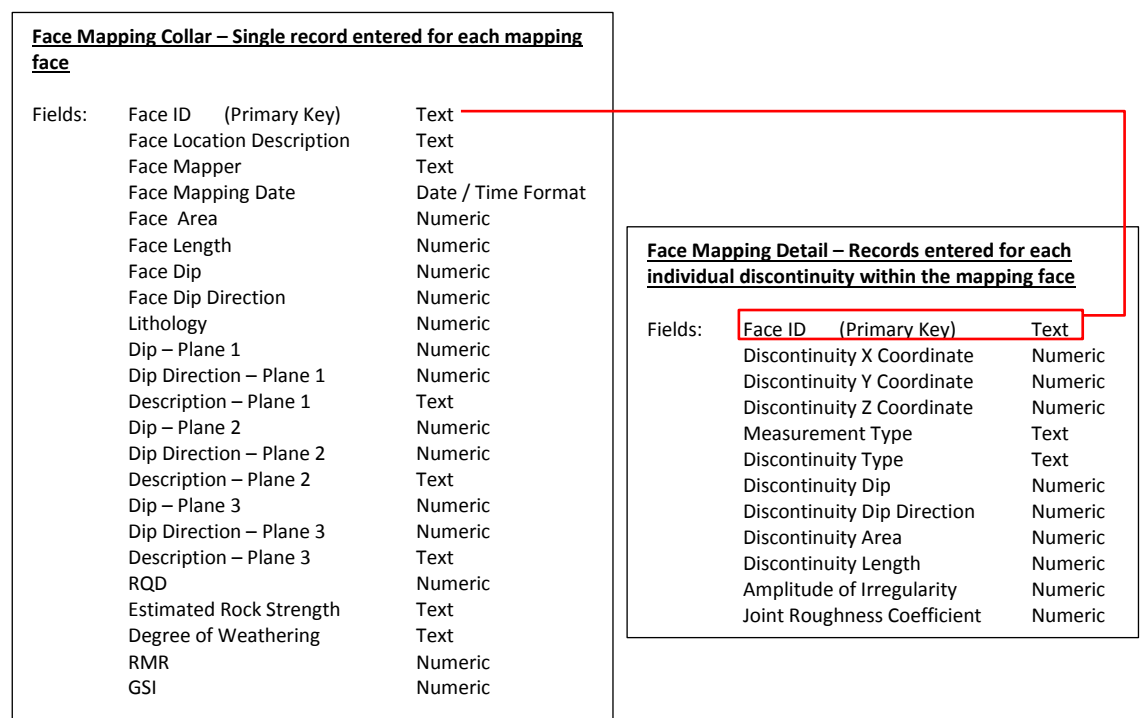 Face Mapping Collar – Single record entered for each mapping
face
Fields: Face ID (Primary Key) Text
Face Location Description Text
Face Mapper Text
Face Mapping Date Date / Time Format
Face Area Numeric
Face Length Numeric
Face Dip Numeric
Face Dip Direction Numeric
Lithology Numeric
Dip – Plane 1 Numeric
Dip Direction – Plane 1 Numeric
Description – Plane 1 Text
Dip – Plane 2 Numeric
Dip Direction – Plane 2 Numeric
Description – Plane 2 Text
Dip – Plane 3 Numeric
Dip Direction – Plane 3 Numeric
Description – Plane 3 Text
RQD Numeric
Estimated Rock Strength Text
Degree of Weathering Text
RMR Numeric
GSI Numeric
Face Mapping Detail – Records entered for each
individual discontinuity within the mapping face
Fields: Face ID (Primary Key) Text
Discontinuity X Coordinate Numeric
Discontinuity Y Coordinate Numeric
Discontinuity Z Coordinate Numeric
Measurement Type Text
Discontinuity Type Text
Discontinuity Dip Numeric
Discontinuity Dip Direction Numeric
Discontinuity Area Numeric
Discontinuity Length Numeric
Amplitude of Irregularity Numeric
Joint Roughness Coefficient Numeric